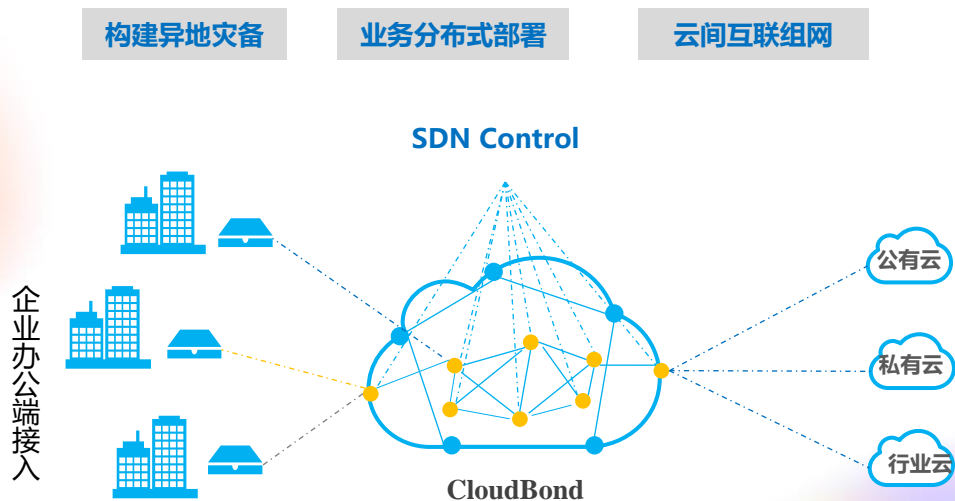 构建异地灾备
业务分布式部署
云间互联组网
SDN Control
企业办公端接入
公有云
私有云
行业云
CloudBond